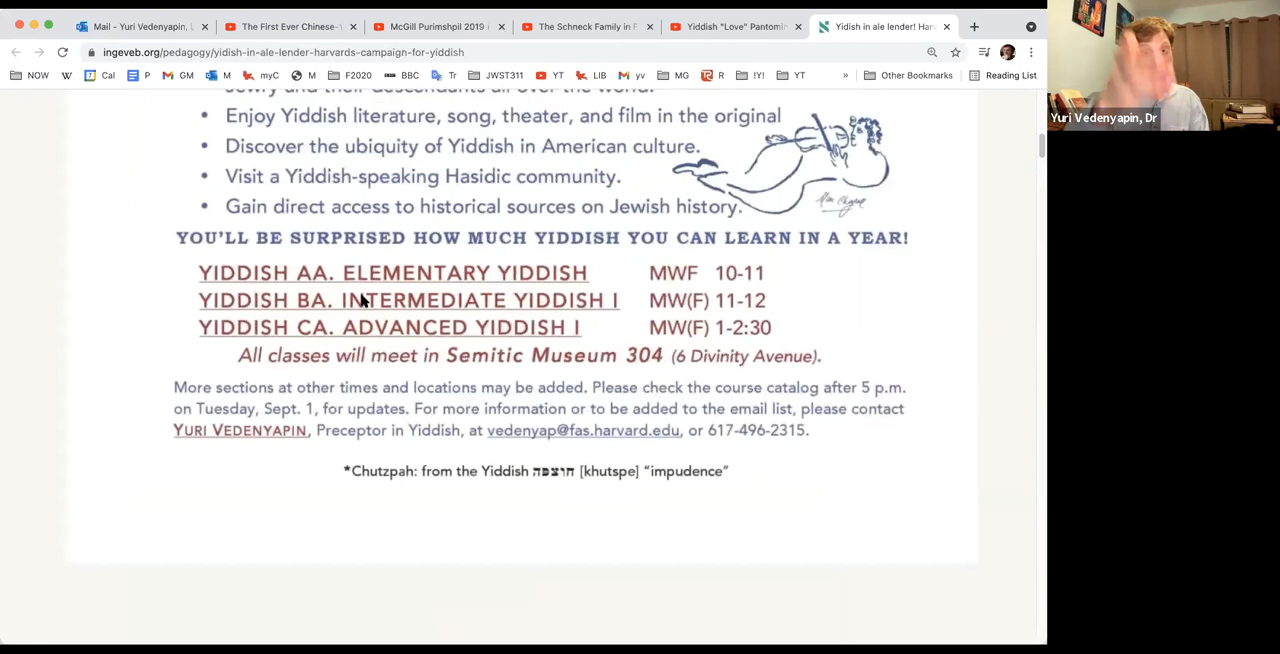 Mail - Yuri Vedenyapin,
The First Ever Chinese-Y
McGill Purimshpil 2019
The Schneck Family in F
Yiddish "Love" Pantomin
Yidish in ale lender! Har
ingeveb.org/pedagogy/yidish-in-ale-lender-harvards-campaign-for-yiddish
NOW W Cal P GM M myC M F2020 BBC Tr JWST311 YT LIB yv MG R !Y! YT » Other Bookmarks Reading List
Jewry and their descendants all over the world.
• Enjoy Yiddish literature, song, theater, and film in the original
• Discover the ubiquity of Yiddish in American culture.
• Visit a Yiddish-speaking Hasidic community.
• Gain direct access to historical sources on Jewish history.
YOU'LL BE SURPRISED HOW MUCH YIDDISH YOU CAN LEARN IN A YEAR!
YIDDISH AA. ELEMENTARY YIDDISH MWF 10-11
YIDDISH BA. INTERMEDIATE YIDDISH I MW(F) 11-12
YIDDISH CA. ADVANCED YIDDISH I MW(F) 1-2:30
All classes will meet in Semitic Museum 304 (6 Divinity Avenue).
More sections at other times and locations may be added. Please check the course catalog after 5 p.m.
on Tuesday, Sept. 1, for updates. For more information or to be added to the email list, please contact
YURI VEDENYAPIN, Preceptor in Yiddish, at vedenyap@fas.harvard.edu, or 617-496-2315.
*Chutzpah: from the Yiddish חוצפּה [khutspe] "impudence"
Yuri Vedenyapin, Dr